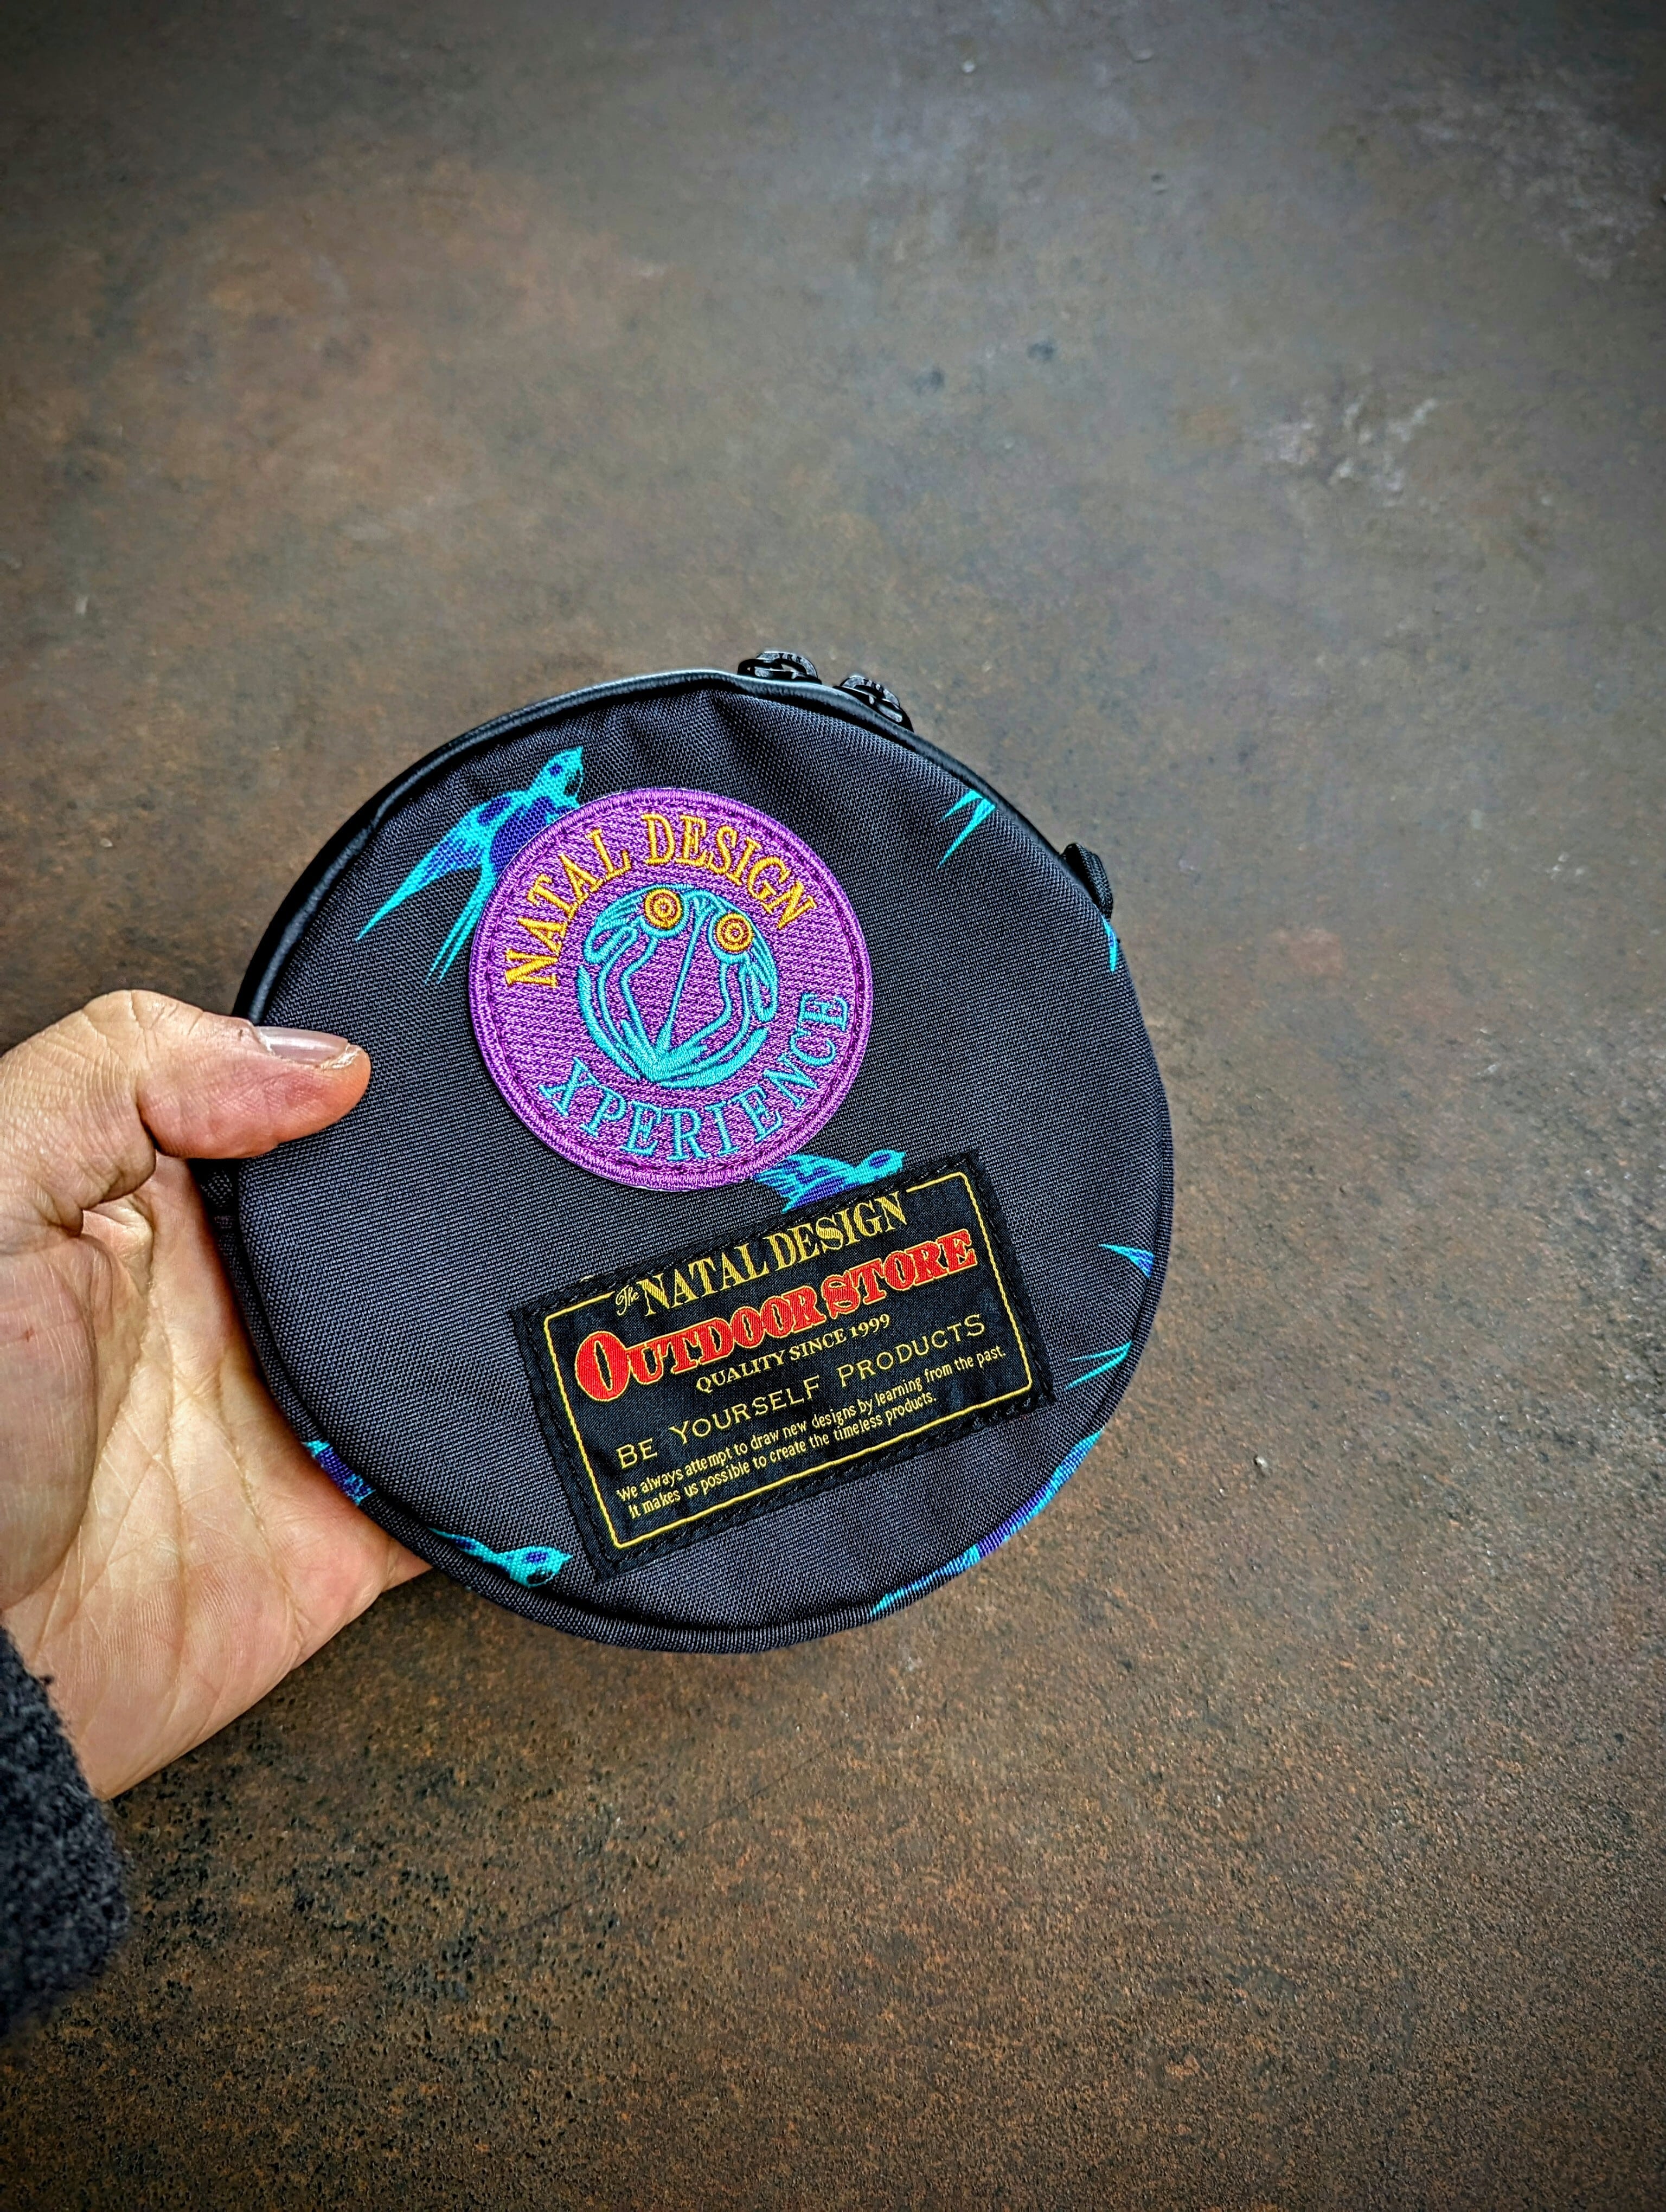 NATAL DESIGN
XPERIENCE
The NATAL DESIGN
OUTDOOR STORE
QUALITY SINCE 1999
BE YOURSELF PRODUCTS
We always attempt to draw new designs by learning from the past.
It makes us possible to create the timeless products.